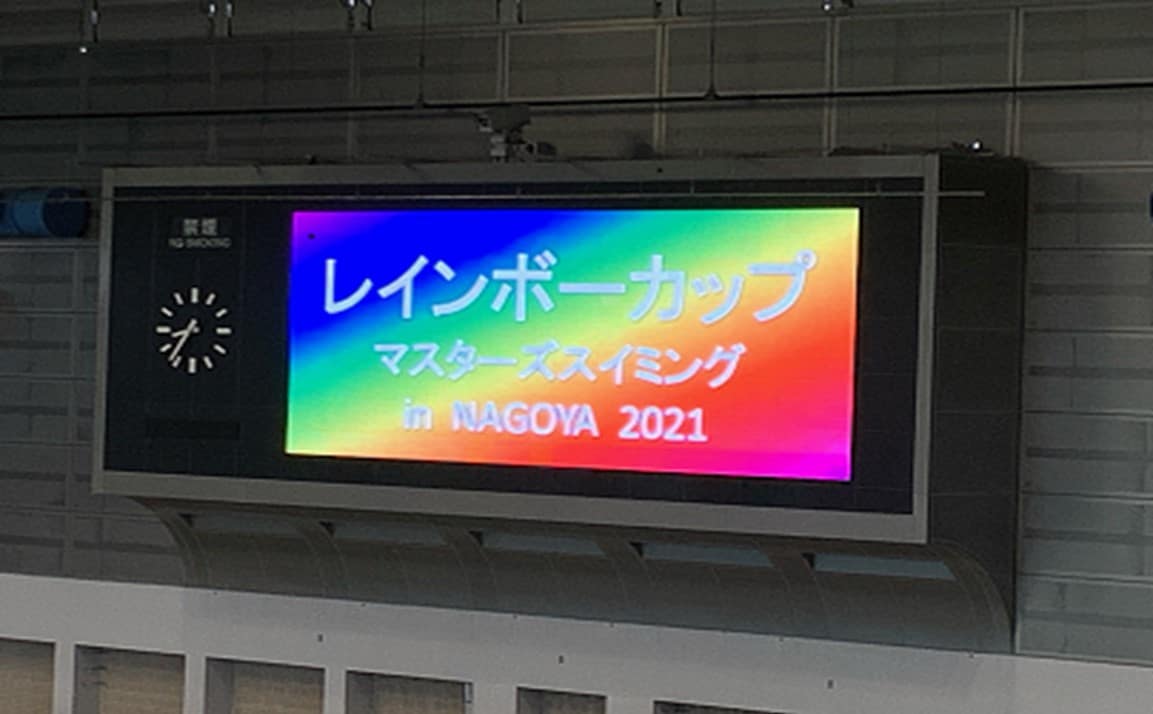 禁煙
NO SMOKING
レインボーカップ
マスターズスイミング
in NAGOYA 2021